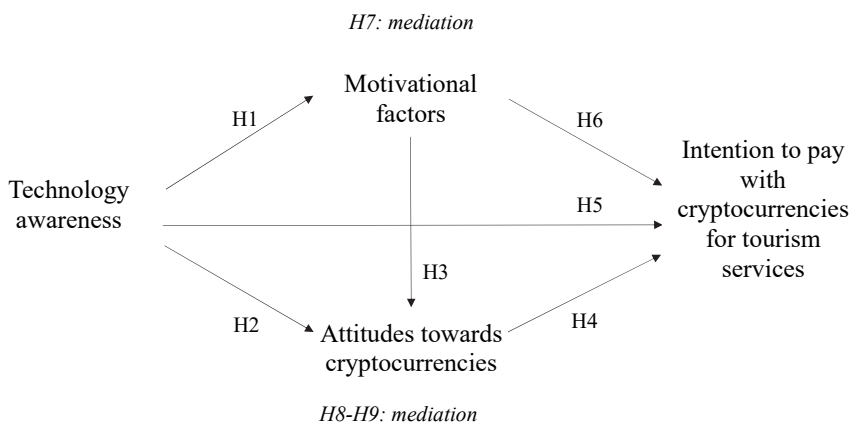 H7: mediation
Motivational
factors
H1
H6
Technology
awareness
Intention to pay
with
cryptocurrencies
for tourism
services
H5
H3
H2
H4
Attitudes towards
cryptocurrencies
H8-H9: mediation